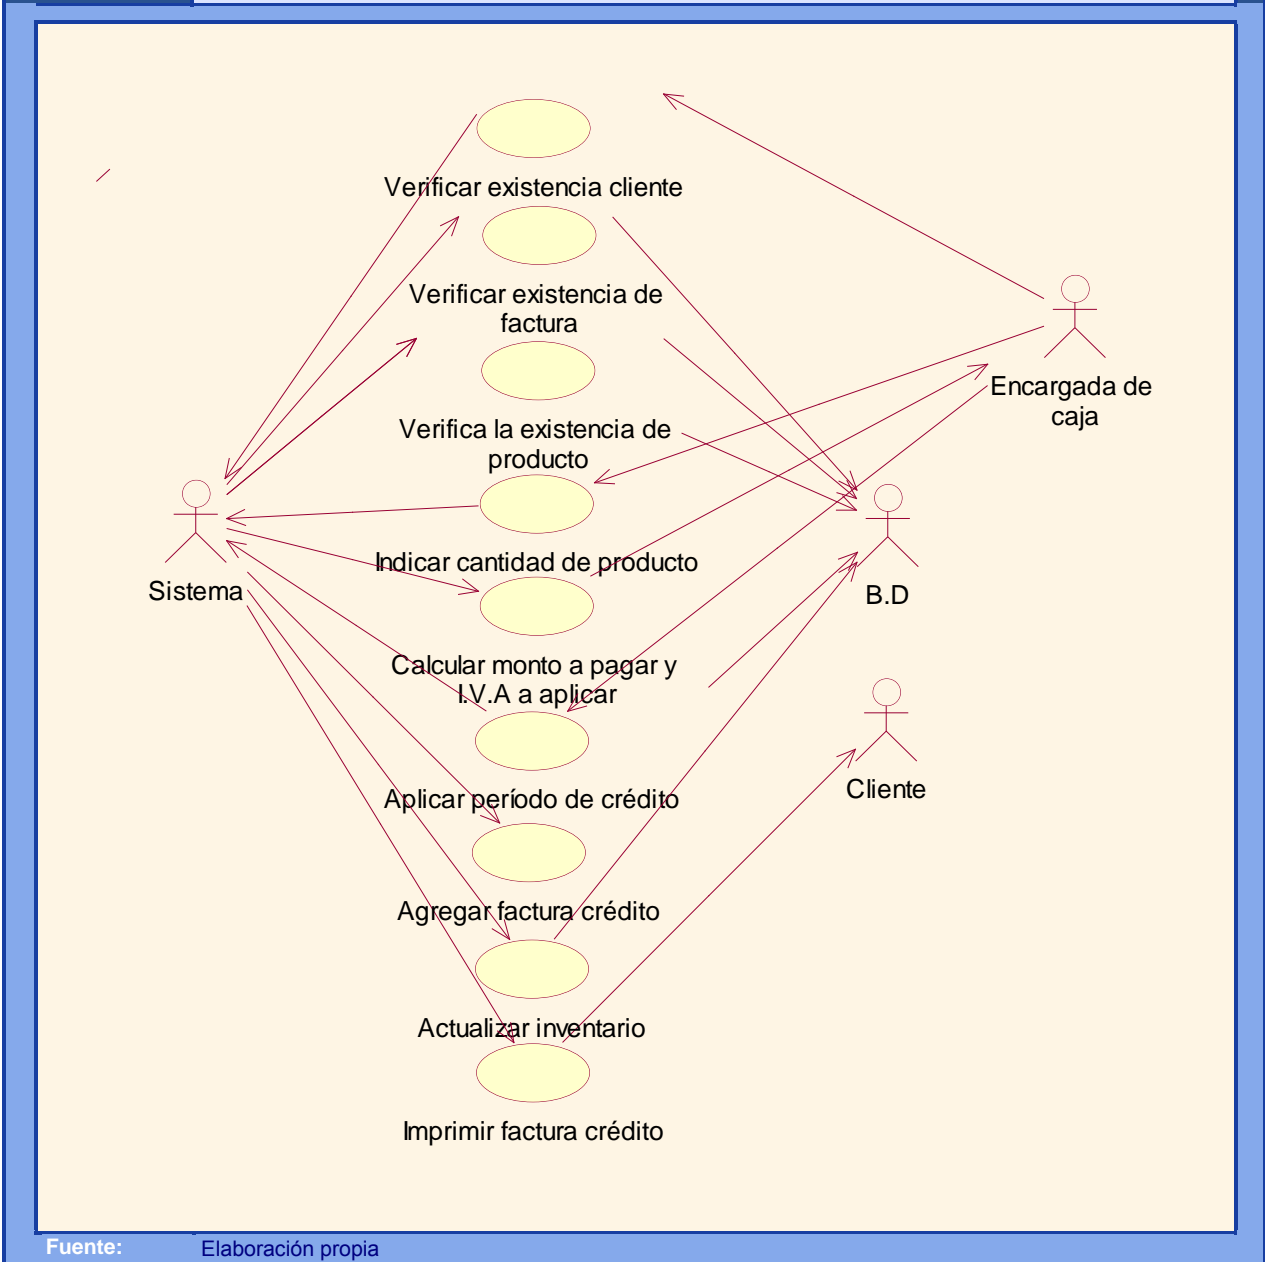 Verificar existencia cliente
Verificar existencia de
factura
Encargada de
caja
Verifica la existencia de
producto
Indicar cantidad de producto
Sistema
B.D
Calcular monto a pagar y
I.V.A a aplicar
Cliente
Aplicar período de crédito
Agregar factura crédito
Actualizar inventario
Imprimir factura crédito
Fuente: Elaboración propia